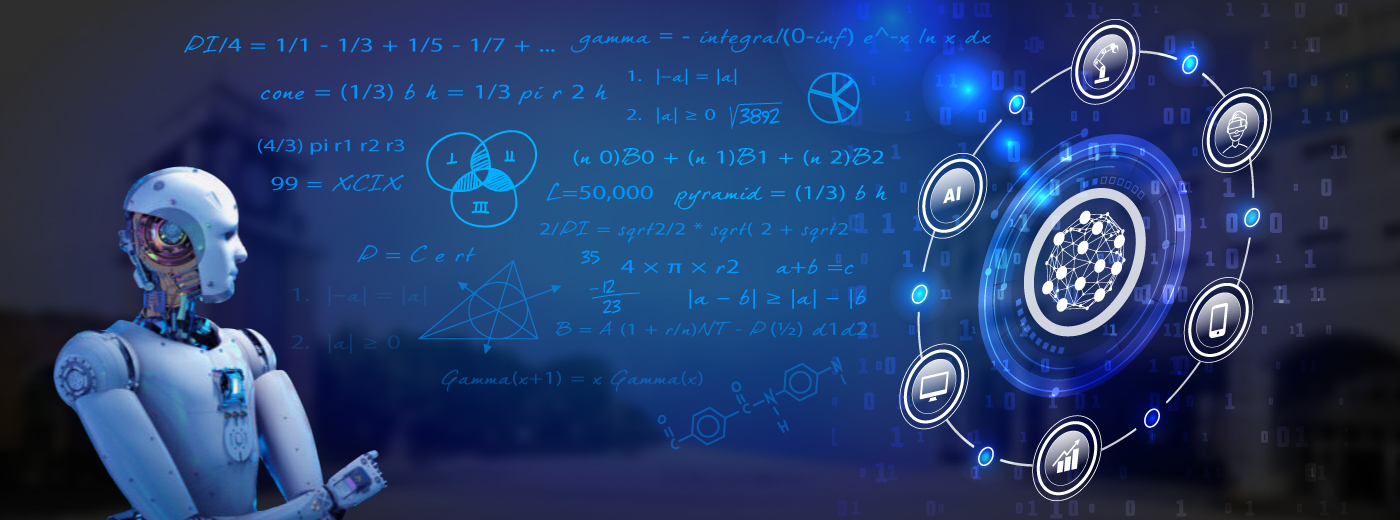 PI/4 = 1/1 - 1/3 + 1/5 - 1/7 + ...
gamma = - integral(0-inf) e^-x ln x dx
cone = (1/3) b h = 1/3 pi r 2 h
1. |-a| = |a|
2. |a| ≥ 0 √3892
(4/3) pi r1 r2 r3
99 = XCIX
I II
III
(n 0)B0 + (n 1)B1 + (n 2)B2
L=50,000 pyramid = (1/3) b h
2/PI = sqrt2/2 * sqrt( 2 + sqrt2
P = C e rt
35
4 × π × r2 a+b =c
1. |-a| = |a|
2. |a| ≥ 0
-12
23
|a - b| ≥ |a| - |b
B = A (1 + r/n)NT - P (½) d1 d2
Gamma(x+1) = x Gamma(x)
O
C
O
C
N
H
N
AI